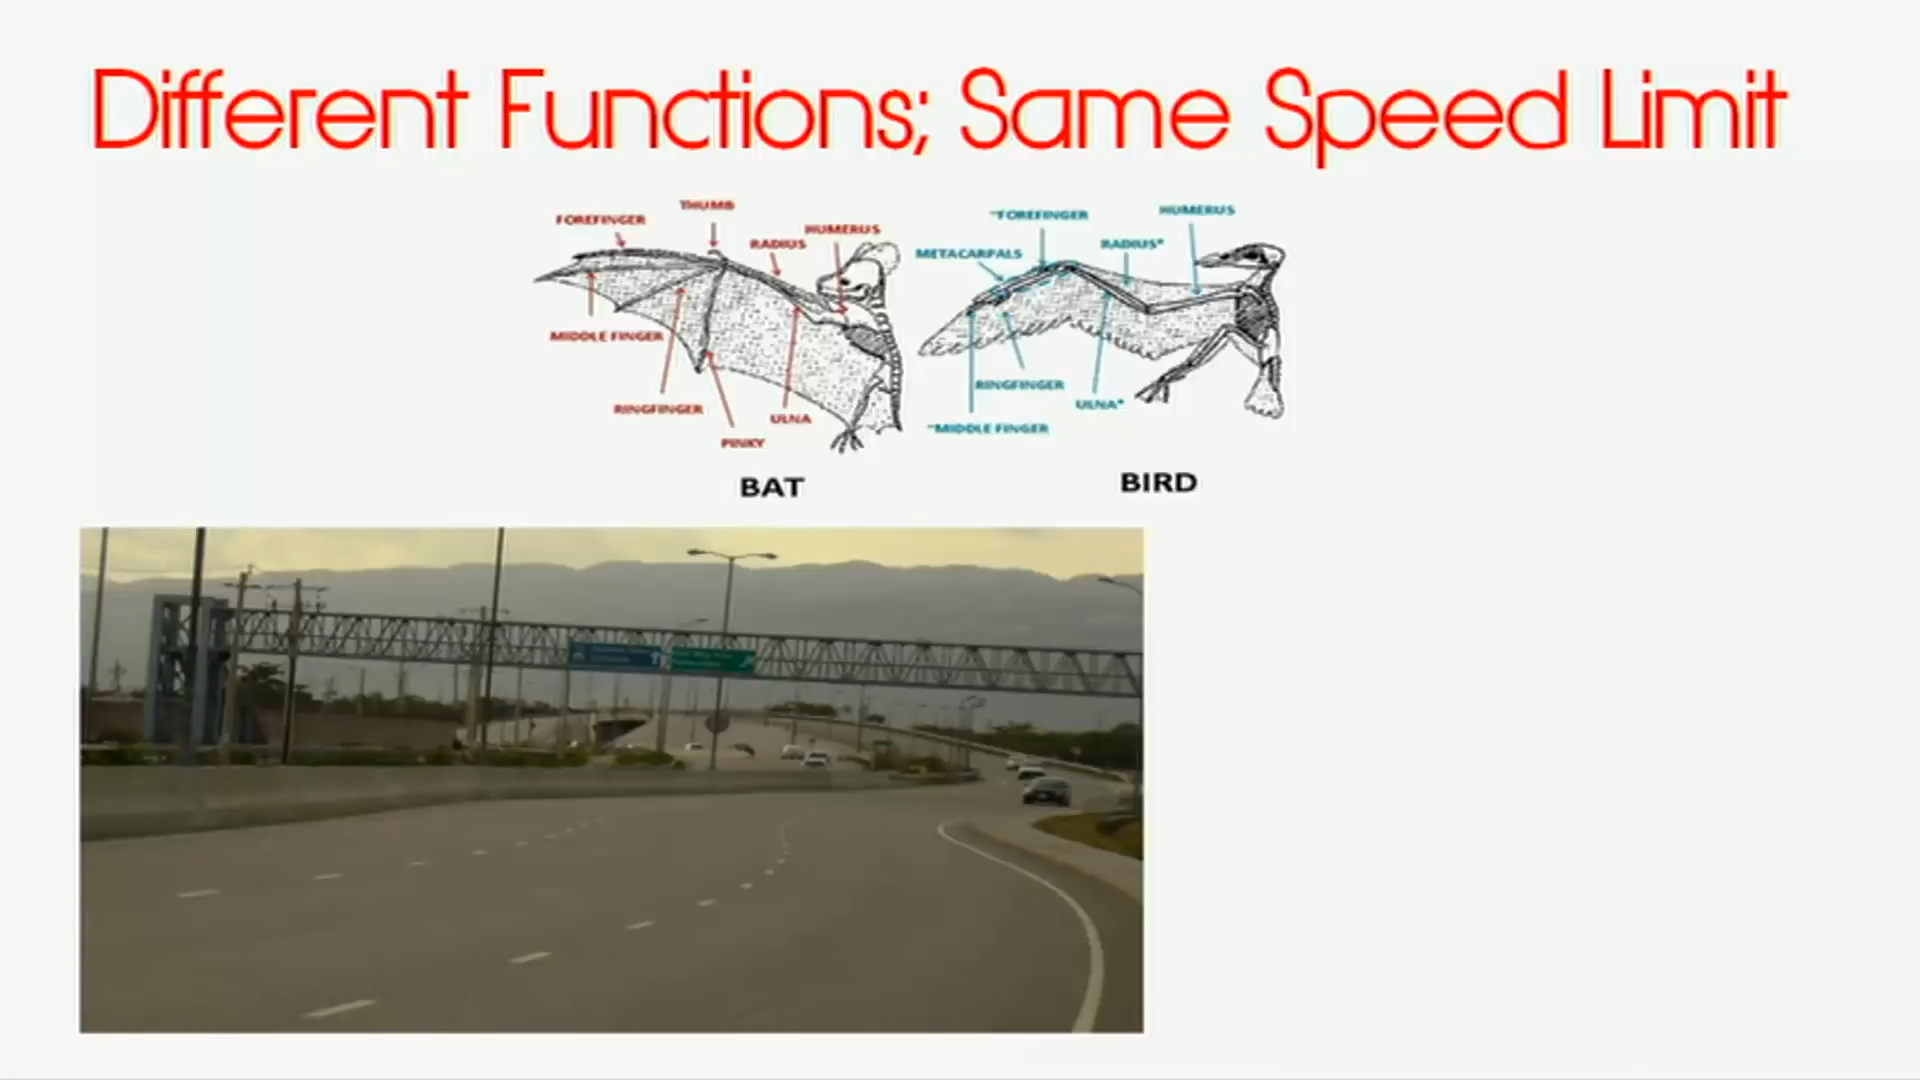 Different Functions; Same Speed Limit
FOREFINGER
THUMB
HUMERUS
RADIUS
MIDDLE FINGER
RINGFINGER
PINKY
ULNA
BAT
"FOREFINGER
HUMERUS
METACARPALS
RADIUS*
RINGFINGER
ULNA*
"MIDDLE FINGER
BIRD